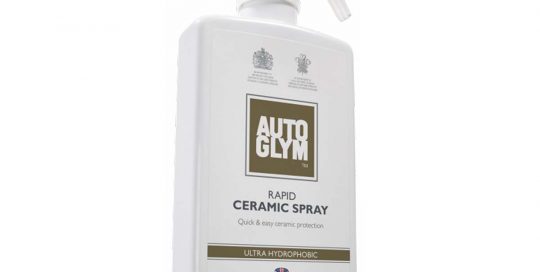 AUTO
GLYM
RAPID
CERAMIC SPRAY
Quick & easy ceramic protection
ULTRA HYDROPHOBIC